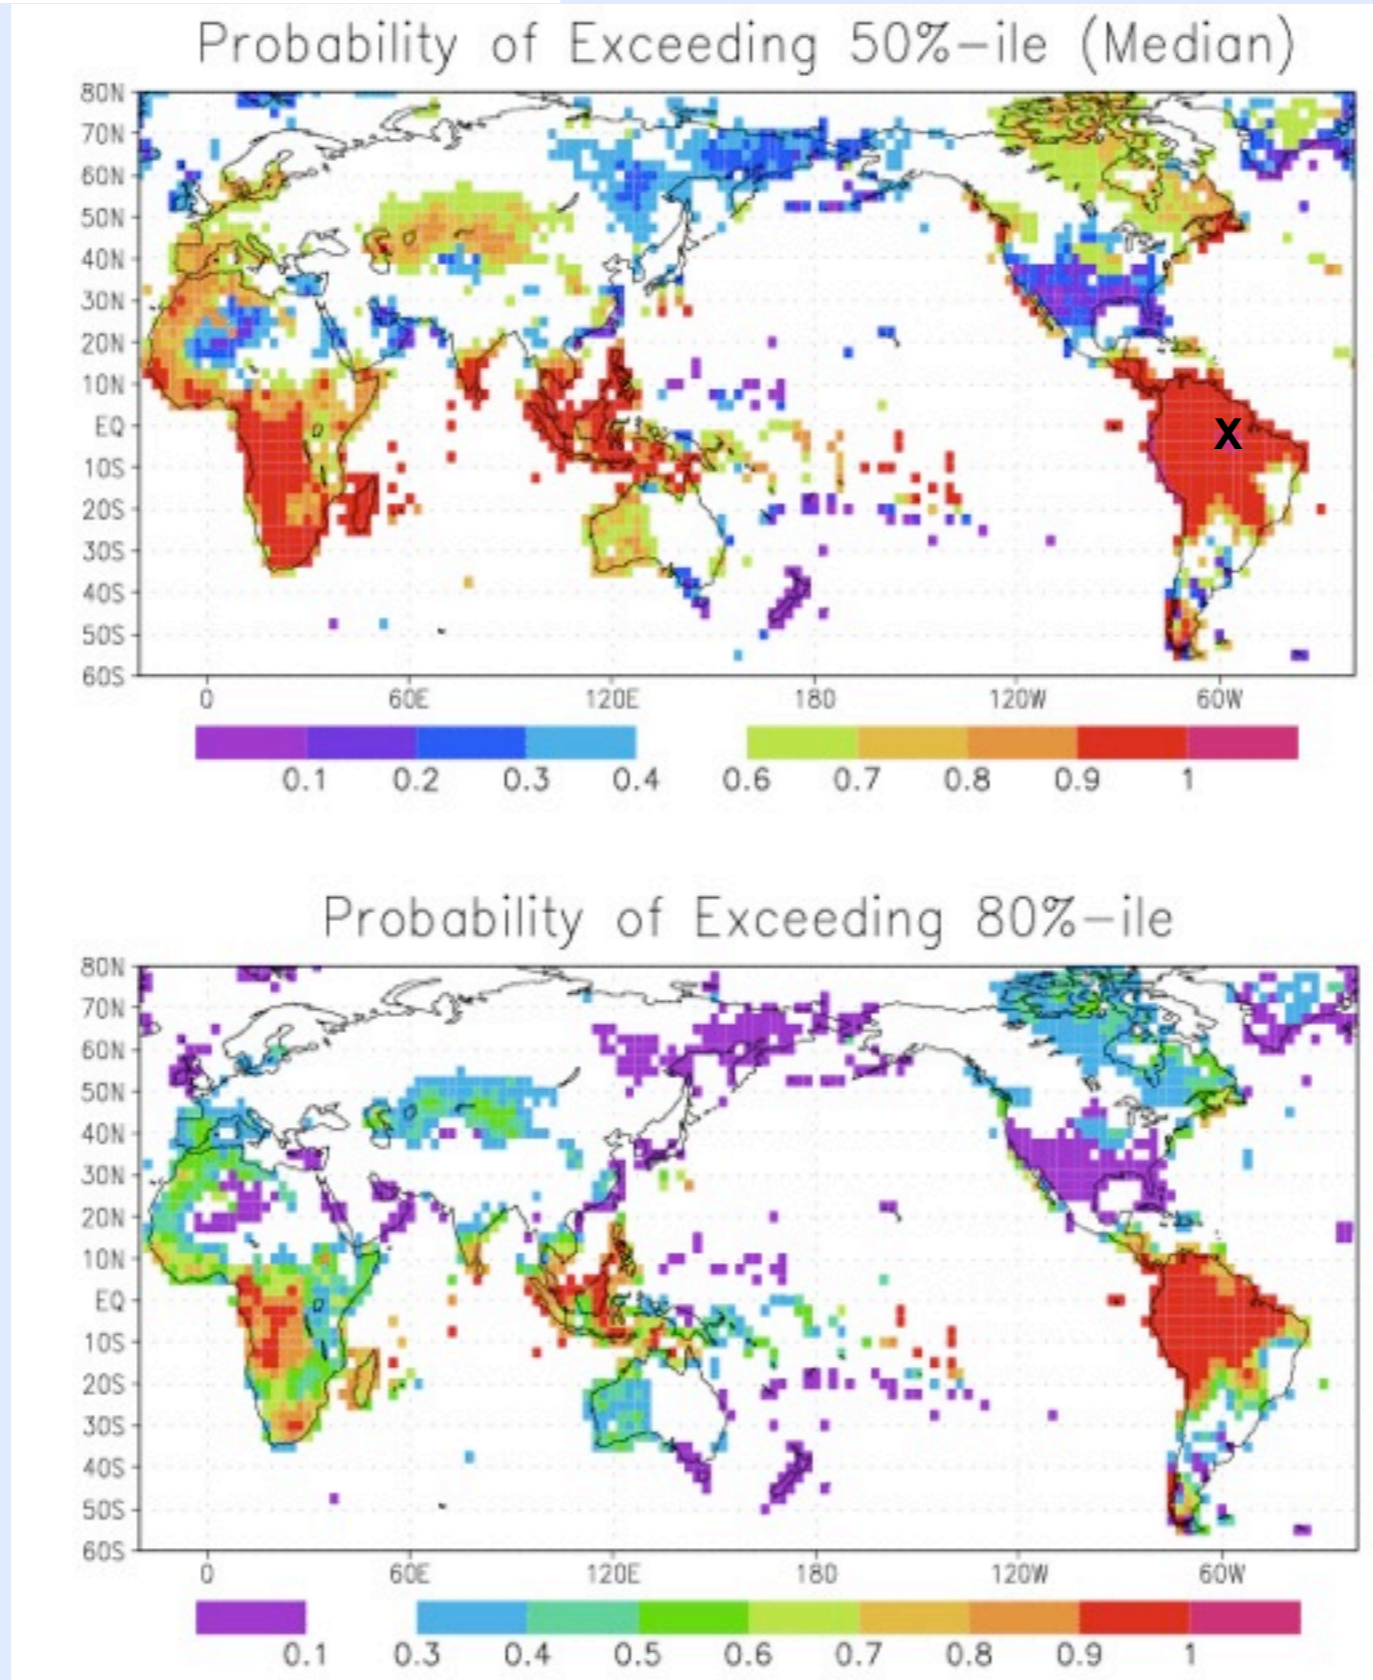 Probability of Exceeding 50%-ile (Median)
80N
70N
60N
50N
40N
30N
20N
10N
EQ
X
10S
20S
30S
40S
50S
60S
0 60E 120E 180 120W 60W
0.1 0.2 0.3 0.4 0.6 0.7 0.8 0.9 1
Probability of Exceeding 80%-ile
80N
70N
60N
50N
40N
30N
20N
10N
EQ
10S
20S
30S
40S
50S
60S
0 60E 120E 180 120W 60W
0.1 0.3 0.4 0.5 0.6 0.7 0.8 0.9 1